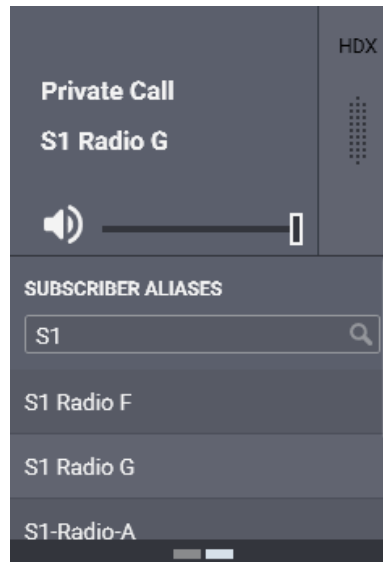 HDX
Private Call
S1 Radio G
SUBSCRIBER ALIASES
S1
S1 Radio F
S1 Radio G
S1-Radio-A